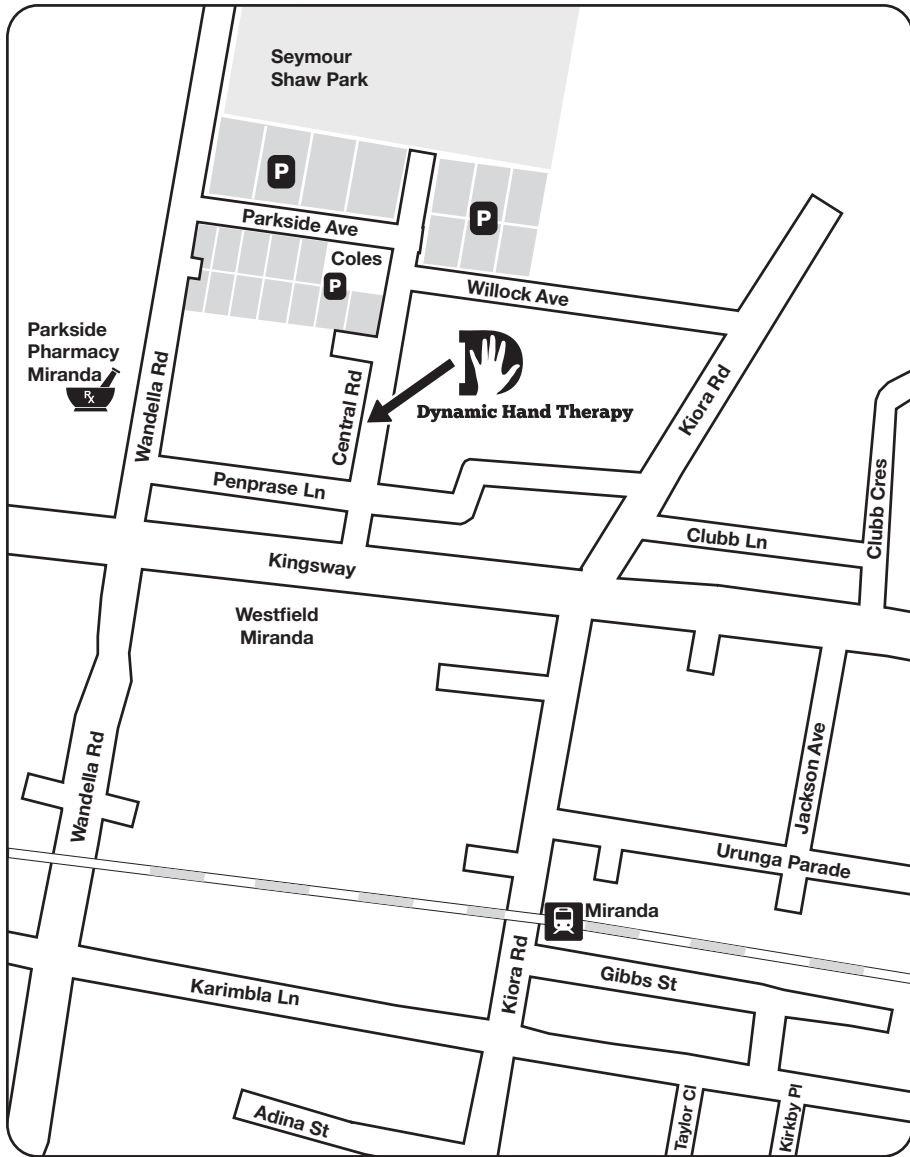 Seymour
Shaw Park
P
P
Parkside Ave
Coles
P
Willock Ave
Parkside
Pharmacy
Miranda
RX
Wandella Rd
Central Rd
D
Dynamic Hand Therapy
Kiora Rd
Penprase Ln
Clubb Ln
Clubb Cres
Kingsway
Westfield
Miranda
Wandella Rd
Jackson Ave
Urunga Parade
Miranda
Kiora Rd
Gibbs St
Karimbla Ln
Adina St
Taylor Cl
Kirkby Pl